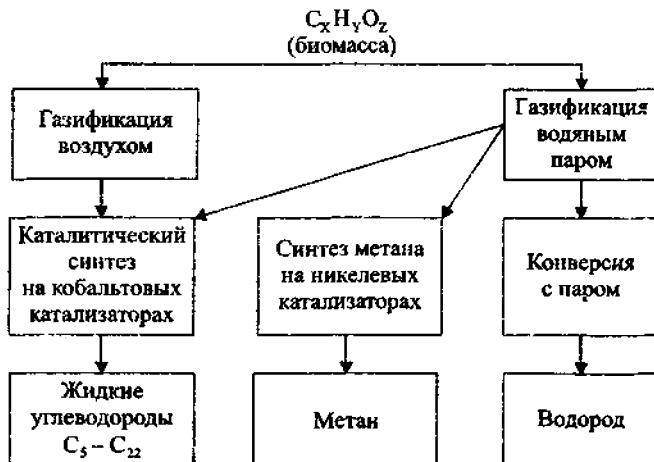 CₓHᵧO_z
(биомасса)
Газификация
воздухом
Газификация
водяным
паром
Каталитический
синтез
на кобальтовых
катализаторах
Синтез метана
на никелевых
катализаторах
Конверсия
с паром
Жидкие
углеводороды
C₅ – C₂₂
Метан
Водород